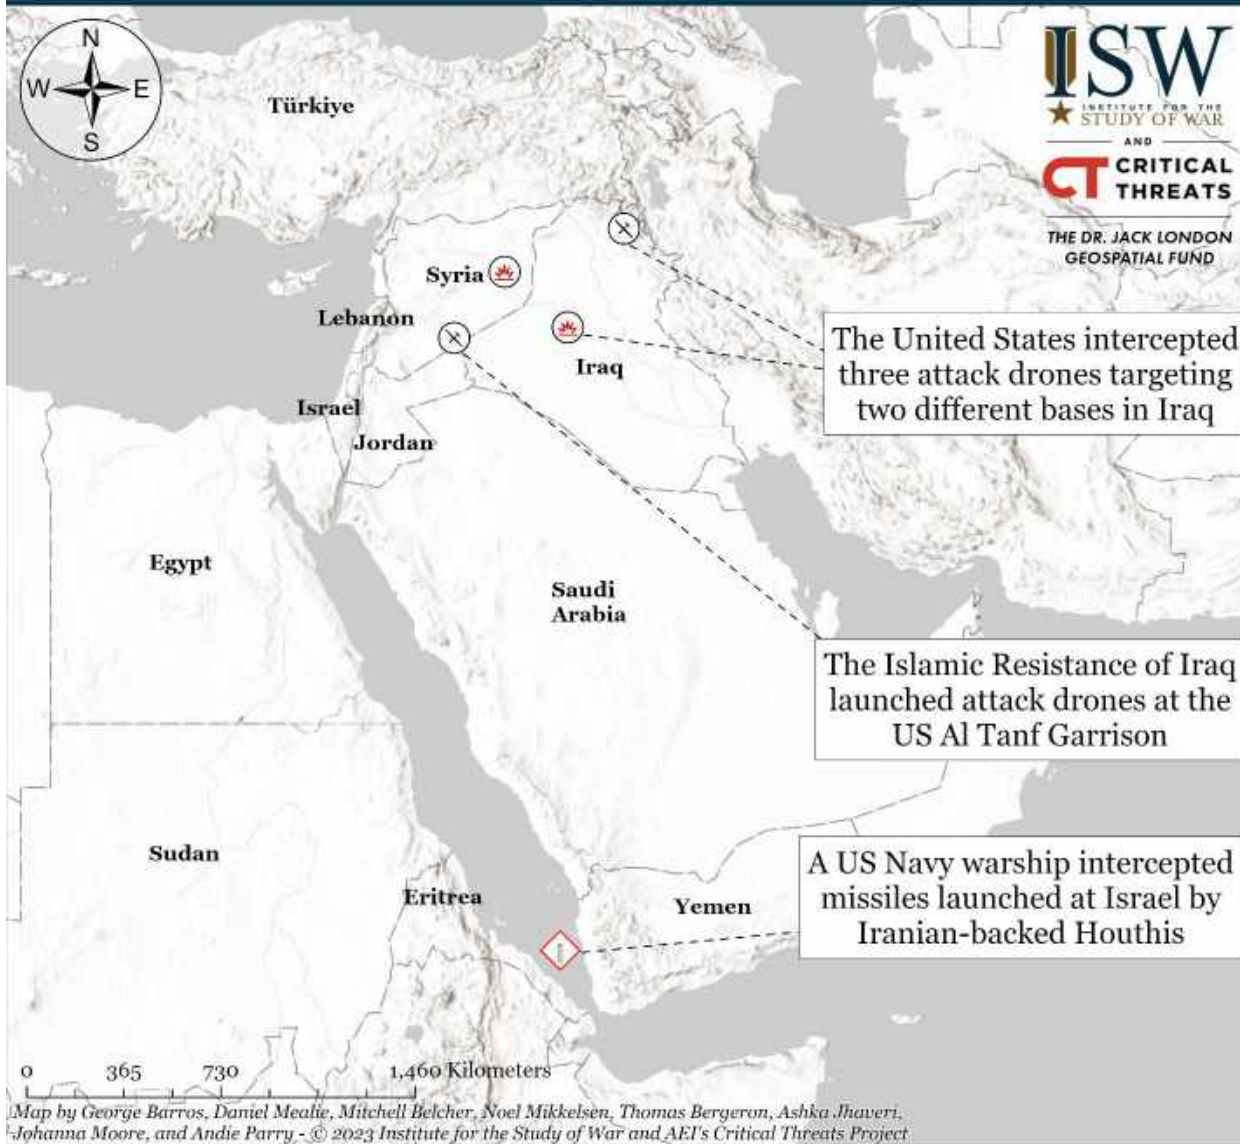 N
W E
S
ISW
INSTITUTE FOR THE
STUDY OF WAR
AND
CT CRITICAL
THREATS
THE DR. JACK LONDON
GEOSPATIAL FUND
Türkiye
Syria
Lebanon
Iraq
Israel
Jordan
The United States intercepted
three attack drones targeting
two different bases in Iraq
Egypt
Saudi
Arabia
The Islamic Resistance of Iraq
launched attack drones at the
US Al Tanf Garrison
Sudan
Eritrea
Yemen
A US Navy warship intercepted
missiles launched at Israel by
Iranian-backed Houthis
0 365 730 1,460 Kilometers
Map by George Barros, Daniel Mealie, Mitchell Belcher, Noel Mikkelsen, Thomas Bergeron, Ashka Jhaveri,
Johanna Moore, and Andie Parry - © 2023 Institute for the Study of War and AEI's Critical Threats Project